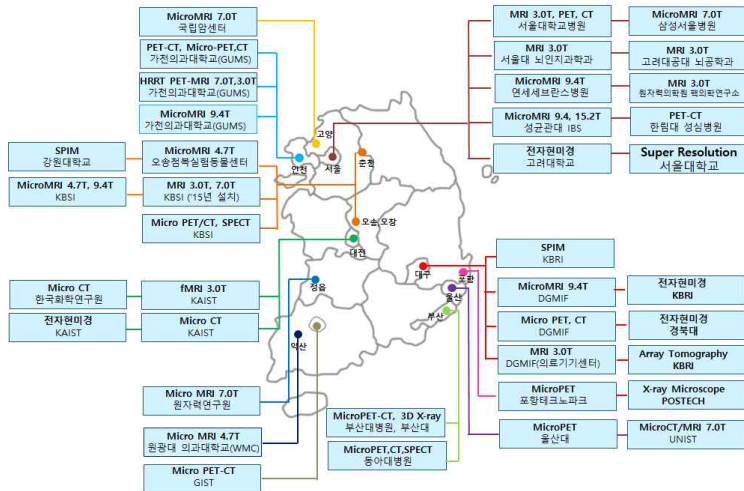 MicroMRI 7.0T
국립암센터
PET-CT, Micro-PET,CT
가천의과대학교(GUMS)
HRRT PET-MRI 7.0T,3.0T
가천의과대학교(GUMS)
MicroMRI 9.4T
가천의과대학교(GUMS)
SPIM
강원대학교
MicroMRI 4.7T
오송첨복실험동물센터
MicroMRI 4.7T, 9.4T
KBSI
MRI 3.0T, 7.0T
KBSI ('15년 설치)
Micro PET/CT, SPECT
KBSI
Micro CT
한국화학연구원
fMRI 3.0T
KAIST
전자현미경
KAIST
Micro CT
KAIST
Micro MRI 7.0T
원자력연구원
Micro MRI 4.7T
원광대 의과대학교(WMC)
Micro PET-CT
GIST
고양
인천
서울
춘천
오송,오창
대전
정읍
익산
대구
포항
울산
부산
MRI 3.0T, PET, CT
서울대학교병원
MicroMRI 7.0T
삼성서울병원
MRI 3.0T
서울대 뇌인지과학과
MRI 3.0T
고려대공대 뇌공학과
MicroMRI 9.4T
연세세브란스병원
MRI 3.0T
원자력의학원 핵의학연구소
MicroMRI 9.4, 15.2T
성균관대 IBS
PET-CT
한림대 성심병원
전자현미경
고려대학교
Super Resolution
서울대학교
SPIM
KBRI
MicroMRI 9.4T
DGMIF
전자현미경
KBRI
Micro PET, CT
DGMIF
전자현미경
경북대
MRI 3.0T
DGMIF(의료기기센터)
Array Tomography
KBRI
MicroPET
포항테크노파크
X-ray Microscope
POSTECH
MicroPET
울산대
MicroCT/MRI 7.0T
UNIST
MicroPET-CT, 3D X-ray
부산대병원, 부산대
MicroPET,CT,SPECT
동아대병원